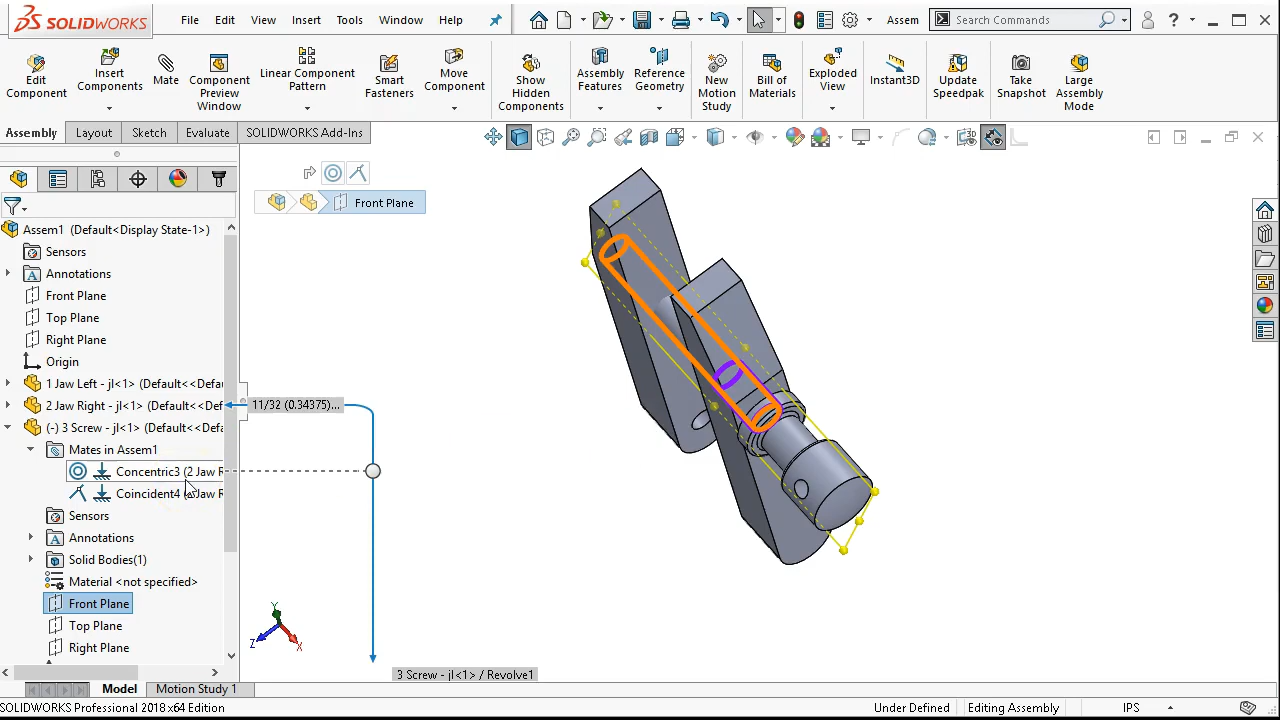 SOLIDWORKS
File Edit View Insert Tools Window Help
Assem
Search Commands
Edit Component
Insert Components
Mate
Component Preview Window
Linear Component Pattern
Smart Fasteners
Move Component
Show Hidden Components
Assembly Features
Reference Geometry
New Motion Study
Bill of Materials
Exploded View
Instant3D
Update Speedpak
Take Snapshot
Large Assembly Mode
Assembly Layout Sketch Evaluate SOLIDWORKS Add-Ins
Front Plane
Assem1 (Default<Display State-1>)
Sensors
Annotations
Front Plane
Top Plane
Right Plane
Origin
1 Jaw Left - jl<1> (Default<<Defau
2 Jaw Right - jl<1> (Default<<Def
11/32 (0.34375)...
(-) 3 Screw - jl<1> (Default<<Defa
Mates in Assem1
Concentric3 (2 Jaw R
Coincident4 Jaw R
Sensors
Annotations
Solid Bodies(1)
Material <not specified>
Front Plane
Top Plane
Right Plane
Y
Z
X
3 Screw - jl<1> / Revolve1
Model Motion Study 1
SOLIDWORKS Professional 2018 x64 Edition
Under Defined Editing Assembly IPS